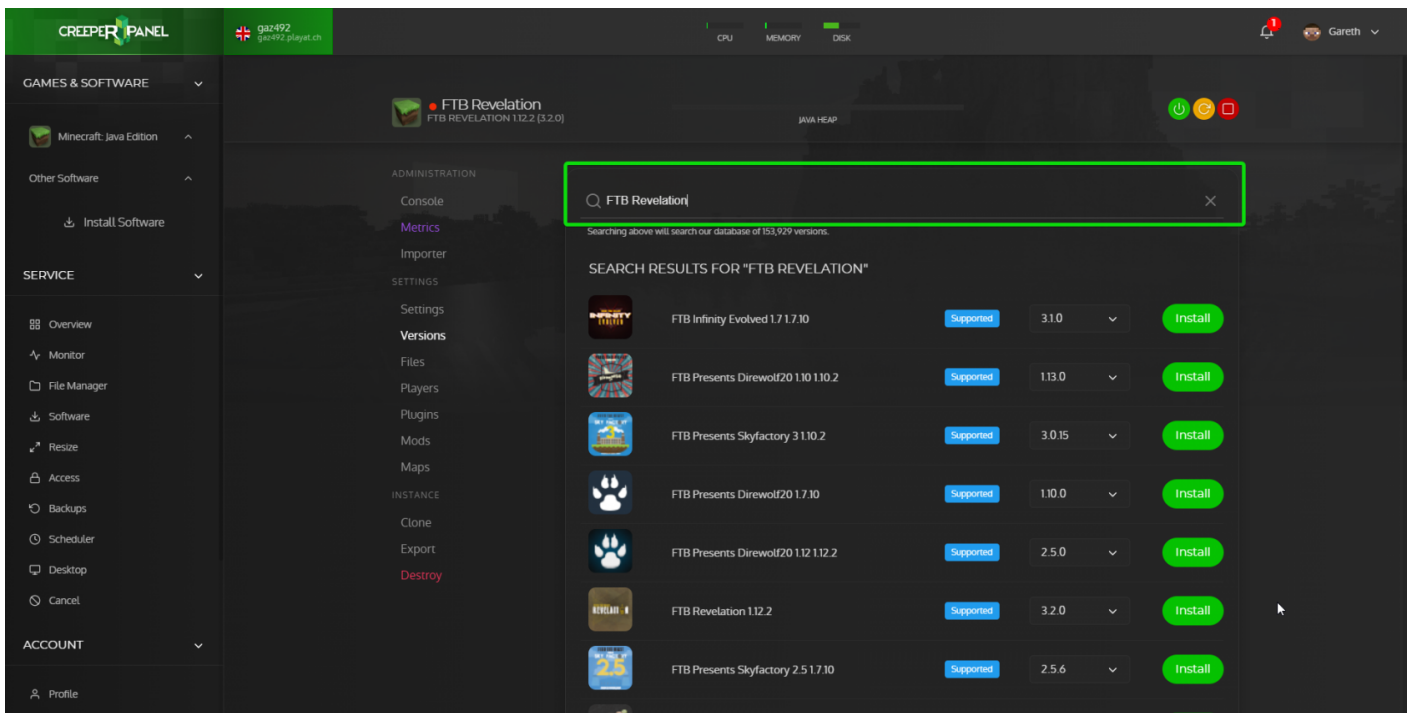 CREEPER PANEL
gaz492
gaz492.playat.ch
CPU
MEMORY
DISK
1
Gareth
GAMES & SOFTWARE
Minecraft: Java Edition
Other Software
Install Software
SERVICE
Overview
Monitor
File Manager
Software
Resize
Access
Backups
Scheduler
Desktop
Cancel
ACCOUNT
Profile
FTB Revelation
FTB REVELATION 1.12.2 (3.2.0)
JAVA HEAP
ADMINISTRATION
Console
Metrics
Importer
SETTINGS
Settings
Versions
Files
Players
Plugins
Mods
Maps
INSTANCE
Clone
Export
Destroy
FTB Revelation
Searching above will search our database of 153,929 versions.
SEARCH RESULTS FOR "FTB REVELATION"
INFINITY
EVOLVED
FTB Infinity Evolved 1.7 1.7.10
Supported
3.1.0
Install
FTB Presents Direwolf20 1.10 1.10.2
Supported
1.13.0
Install
3
FTB Presents Skyfactory 3 1.10.2
Supported
3.0.15
Install
FTB Presents Direwolf20 1.7.10
Supported
1.10.0
Install
FTB Presents Direwolf20 1.12 1.12.2
Supported
2.5.0
Install
FTB Revelation 1.12.2
Supported
3.2.0
Install
2.5
FTB Presents Skyfactory 2.5 1.7.10
Supported
2.5.6
Install